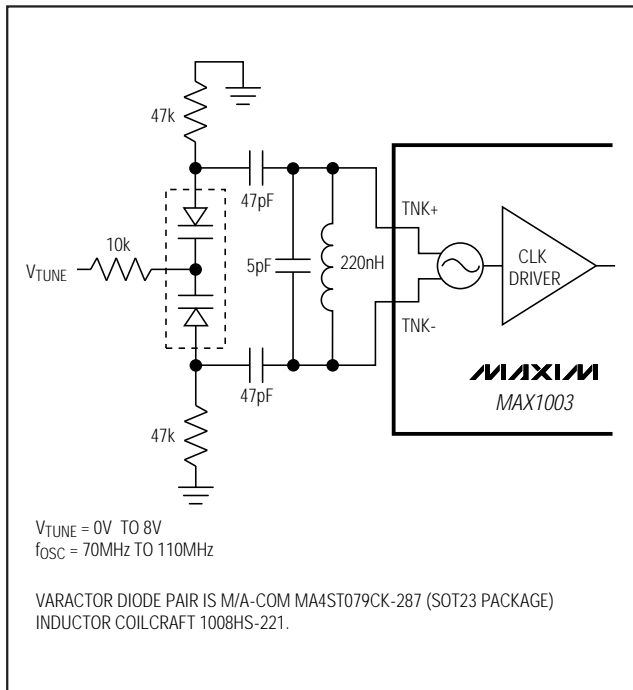 47k
47pF
TNK+
10k
VTUNE
5pF
220nH
CLK
DRIVER
TNK-
MAXIM
MAX1003
47pF
47k
VTUNE = 0V TO 8V
fOSC = 70MHz TO 110MHz
VARACTOR DIODE PAIR IS M/A-COM MA4ST079CK-287 (SOT23 PACKAGE)
INDUCTOR COILCRAFT 1008HS-221.